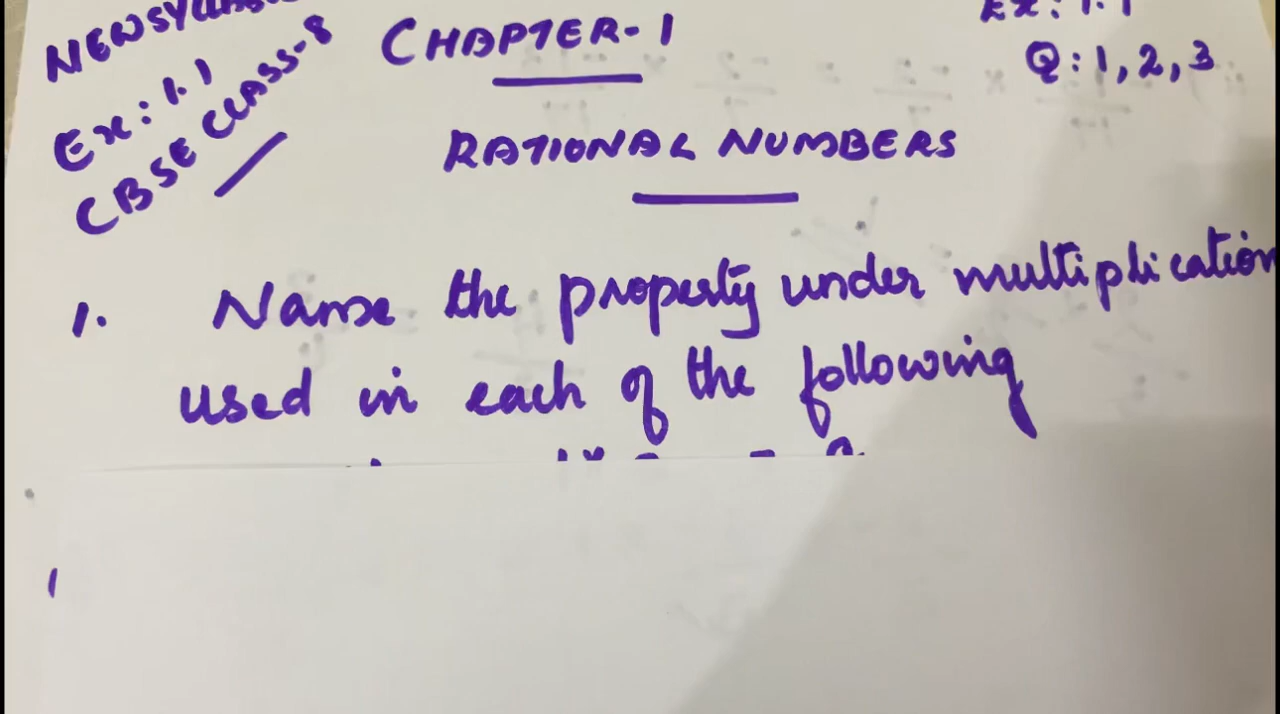 NEWSYLLABUS
Ex: 1.1
CBSE CLASS-8
CHAPTER-1
Ex: 1.1
Q: 1, 2, 3
RATIONAL NUMBERS
1. Name the property under multiplication
used in each of the following